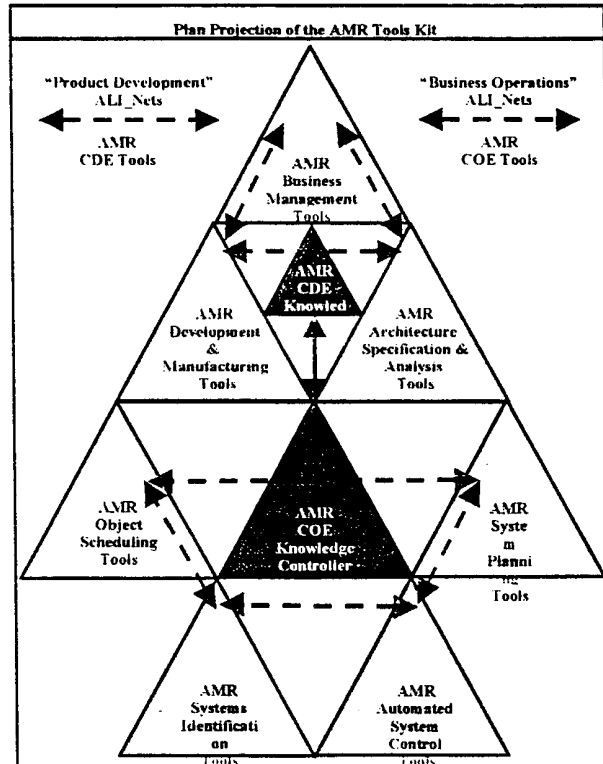 Plan Projection of the AMR Tools Kit
"Product Development"
ALI_Nets
AMR
CDE Tools
"Business Operations"
ALI_Nets
AMR
COE Tools
AMR
Business
Management
Tools
AMR
CDE
Knowled
AMR
Development
&
Manufacturing
Tools
AMR
Architecture
Specification &
Analysis
Tools
AMR
Object
Scheduling
Tools
AMR
COE
Knowledge
Controller
AMR
Syste
m
Planni
ng
Tools
AMR
Systems
Identificati
on
Tools
AMR
Automated
System
Control
Tools